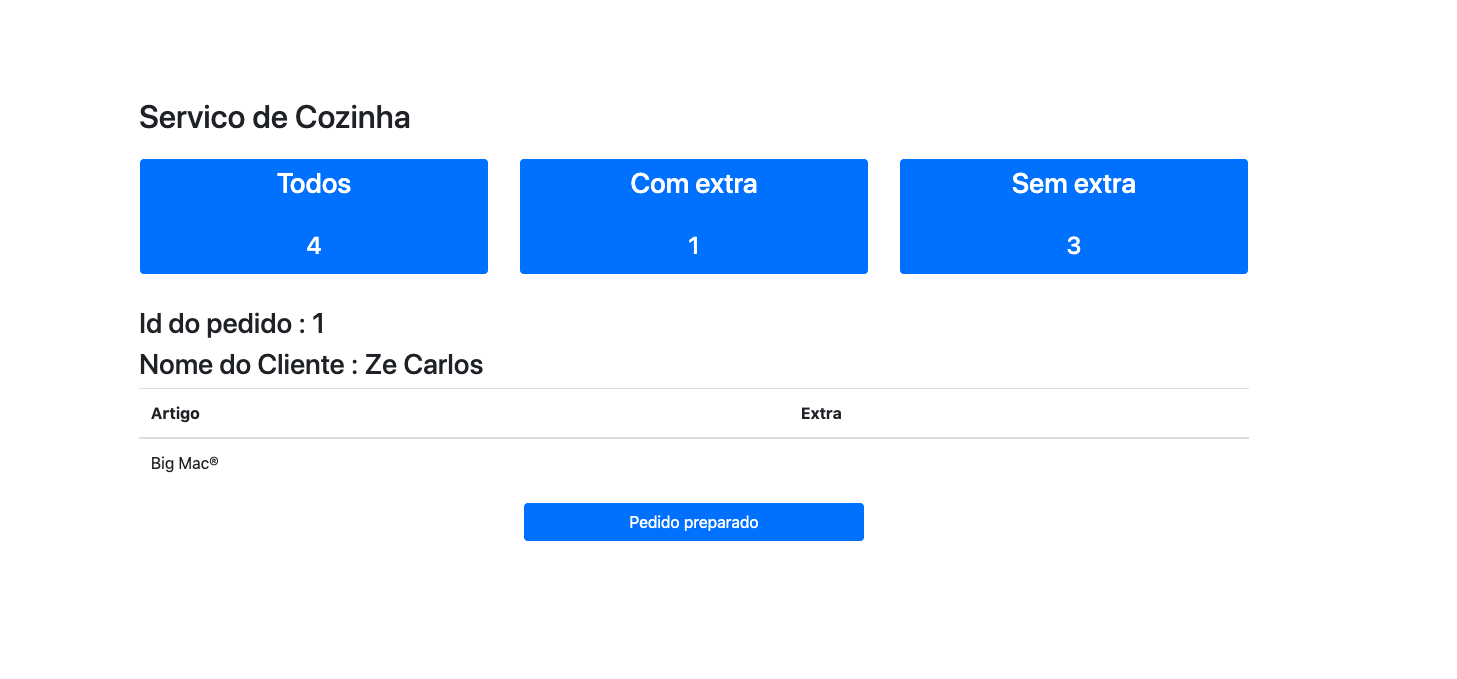 Servico de Cozinha
Todos
4
Com extra
1
Sem extra
3
Id do pedido : 1
Nome do Cliente : Ze Carlos
Artigo Extra
Big Mac®
Pedido preparado